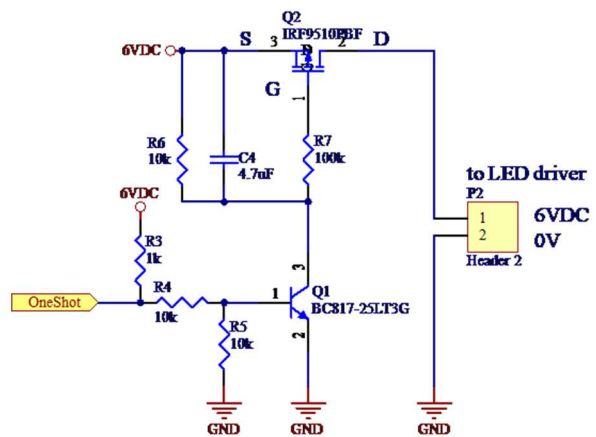 Q2
IRF9510PBF
6VDC
S
3
2
D
G
1
R6
10k
C4
4.7uF
R7
100k
to LED driver
P2
6VDC
1
6VDC
2
0V
Header 2
R3
1k
3
OneShot
R4
10k
1
Q1
BC817-25LT3G
R5
10k
2
GND
GND
GND